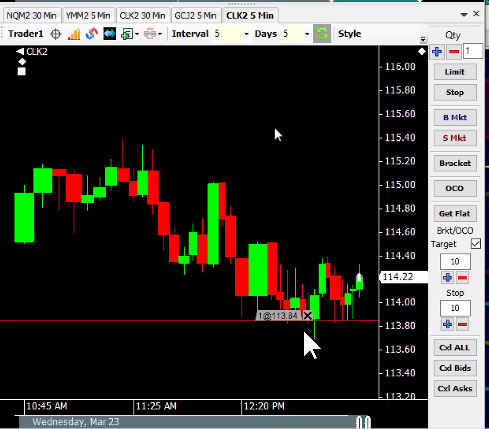 NQM2 30 Min YMM2 5 Min CLK2 30 Min GCJ2 5 Min CLK2 5 Min
Trader1 Interval 5 Days 5 Style
CLK2
Qty
1
Limit
Stop
B Mkt
S Mkt
Bracket
OCO
Get Flat
Brkt/OCO
Target
10
Stop
10
Cxl ALL
Cxl Bids
Cxl Asks
116.00
115.80
115.60
115.40
115.20
115.00
114.80
114.60
114.40
114.22
114.00
113.80
113.60
113.40
113.20
1@113.84
10:45 AM 11:25 AM 12:20 PM
Wednesday, Mar 23